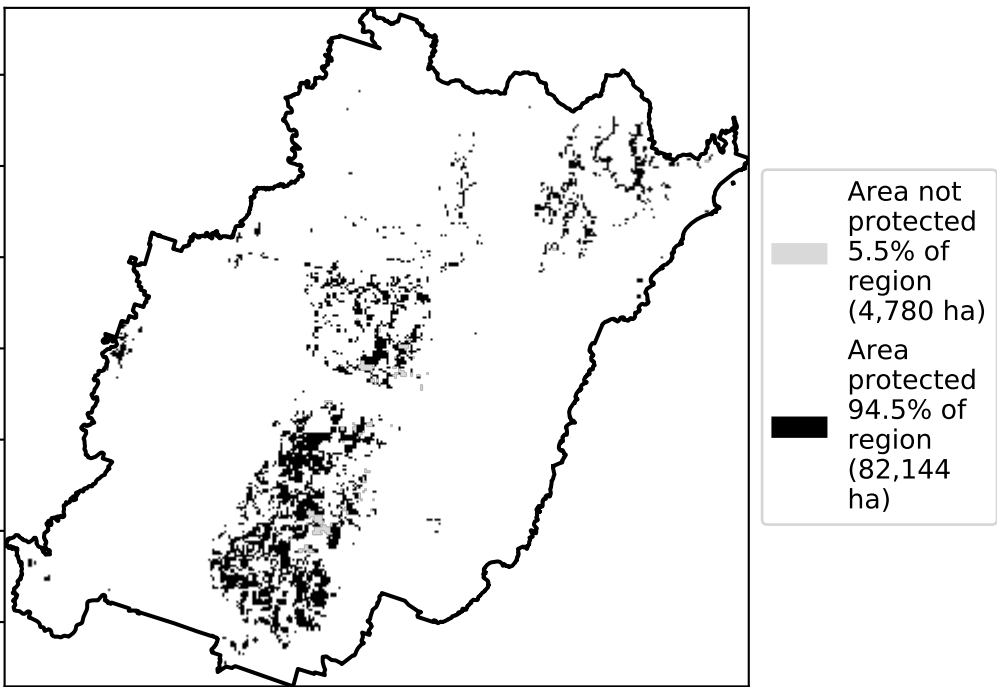 Area not
protected
5.5% of
region
(4,780 ha)
Area
protected
94.5% of
region
(82,144
ha)